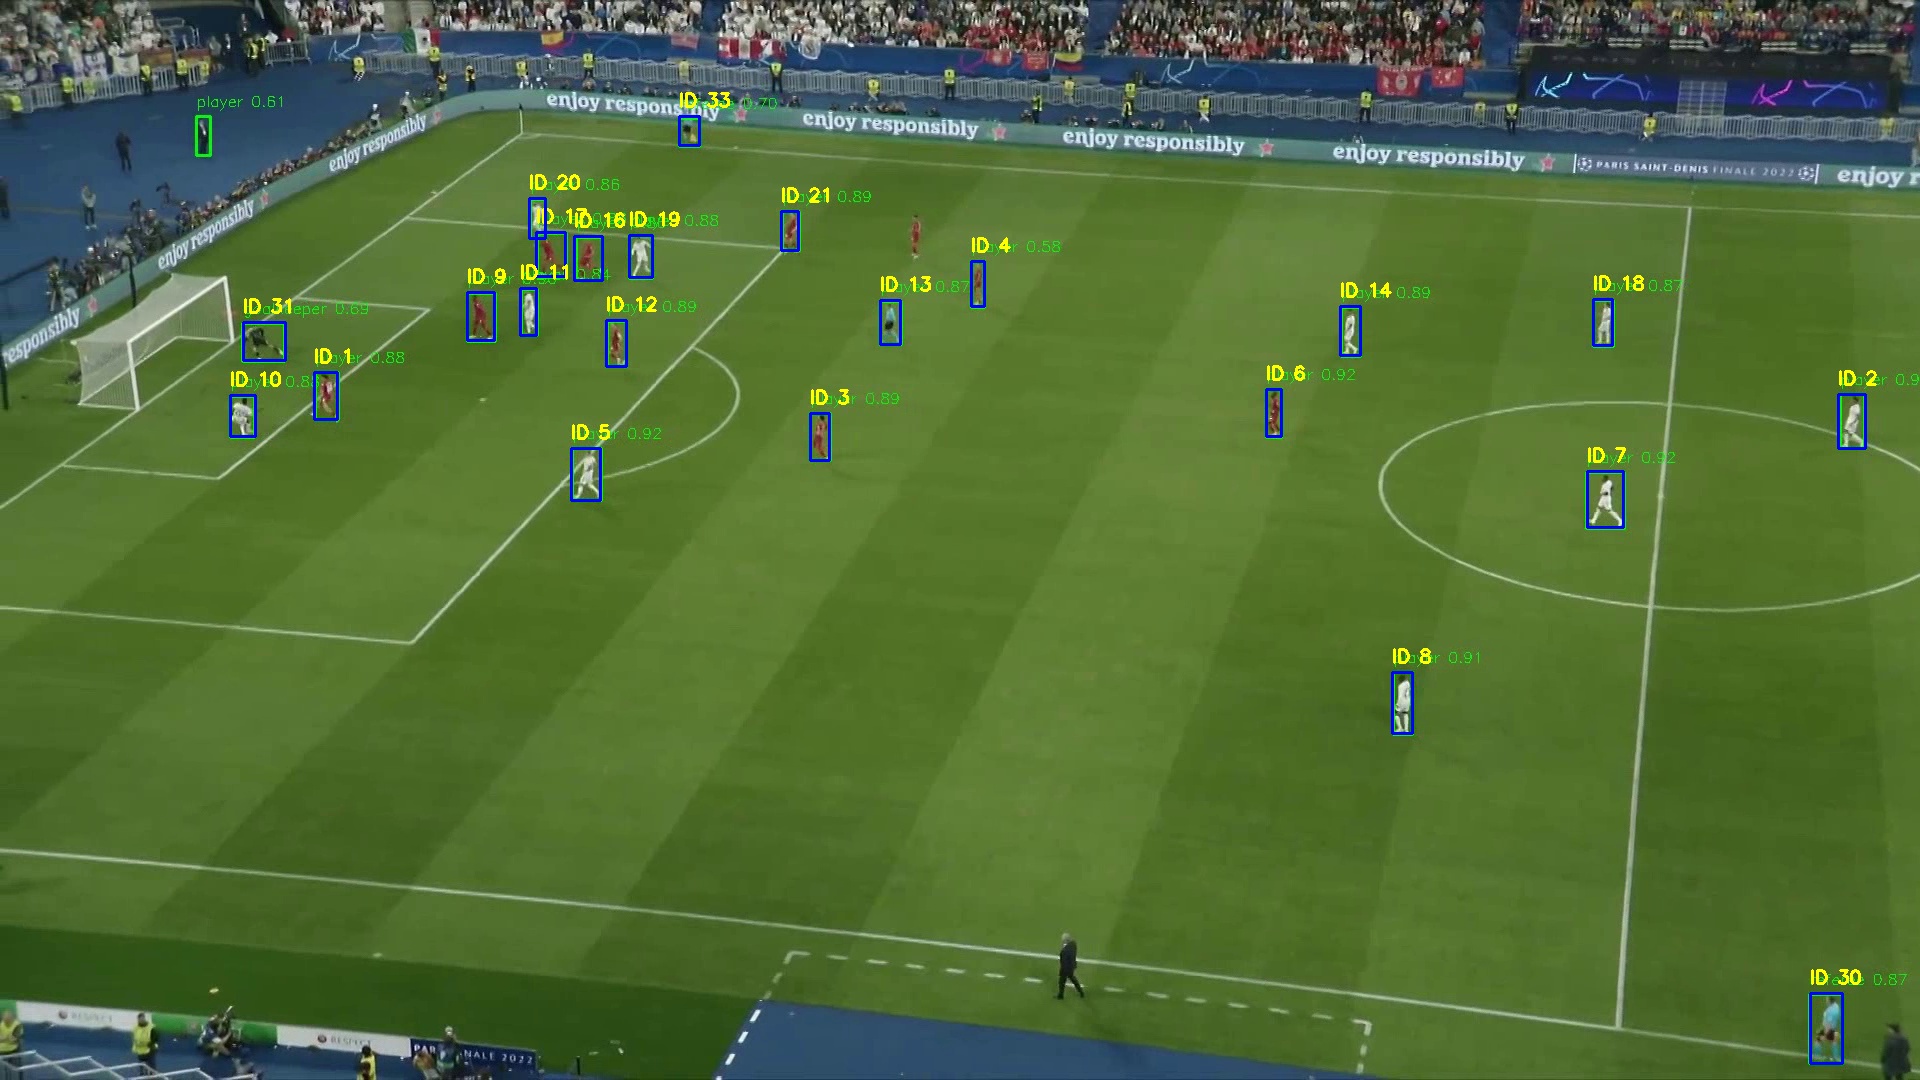 enjoy responsibly
enjoy responsibly
enjoy responsibly
enjoy responsibly
enjoy responsibly
enjoy responsibly
responsibly
PARIS SAINT-DENIS FINALE 2022
enjoy
player 0.61
ID 33
0.70
ID 20 0.86
ID 17
ID 16
ID 19 0.88
ID 21 0.89
ID 4 0.58
ID 9
ID 11
ID 13 0.87
ID 12 0.89
ID 14 0.89
ID 18 0.87
ID 31 0.69
ID 1 0.88
ID 10
ID 3 0.89
ID 6 0.92
ID 2
ID 5 0.92
ID 7 0.92
ID 8 0.91
ID 30 0.87
RESPECT
RESPECT
NALE 2022